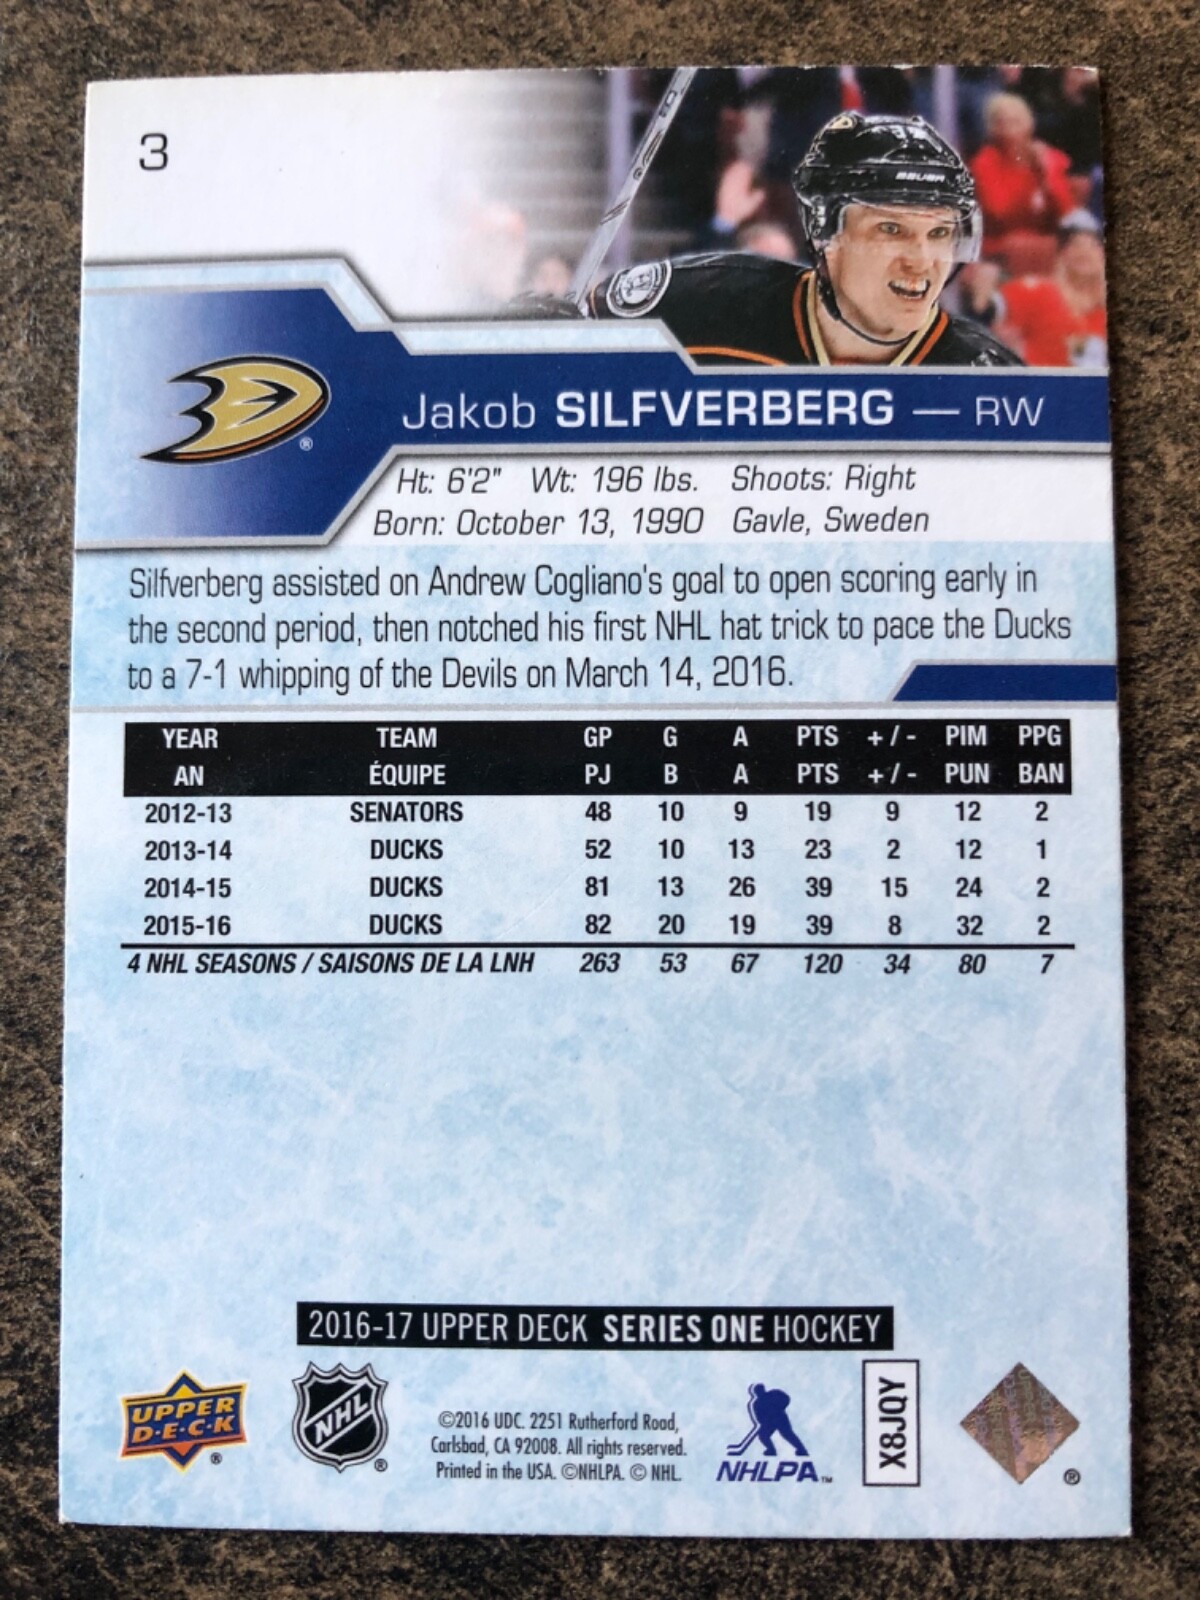 3
BAUER
Jakob SILFVERBERG — RW
®
Ht: 6'2" Wt: 196 lbs. Shoots: Right
Born: October 13, 1990 Gavle, Sweden
Silfverberg assisted on Andrew Cogliano's goal to open scoring early in
the second period, then notched his first NHL hat trick to pace the Ducks
to a 7-1 whipping of the Devils on March 14, 2016.
YEAR TEAM GP G A PTS +/- PIM PPG
AN ÉQUIPE PJ B A PTS +/- PUN BAN
2012-13 SENATORS 48 10 9 19 9 12 2
2013-14 DUCKS 52 10 13 23 2 12 1
2014-15 DUCKS 81 13 26 39 15 24 2
2015-16 DUCKS 82 20 19 39 8 32 2
4 NHL SEASONS / SAISONS DE LA LNH 263 53 67 120 34 80 7
2016-17 UPPER DECK SERIES ONE HOCKEY
UPPER
D·E·C·K
®
NHL
®
©2016 UDC. 2251 Rutherford Road,
Carlsbad, CA 92008. All rights reserved.
Printed in the USA. ©NHLPA. © NHL.
NHLPA™
X8JQY
®